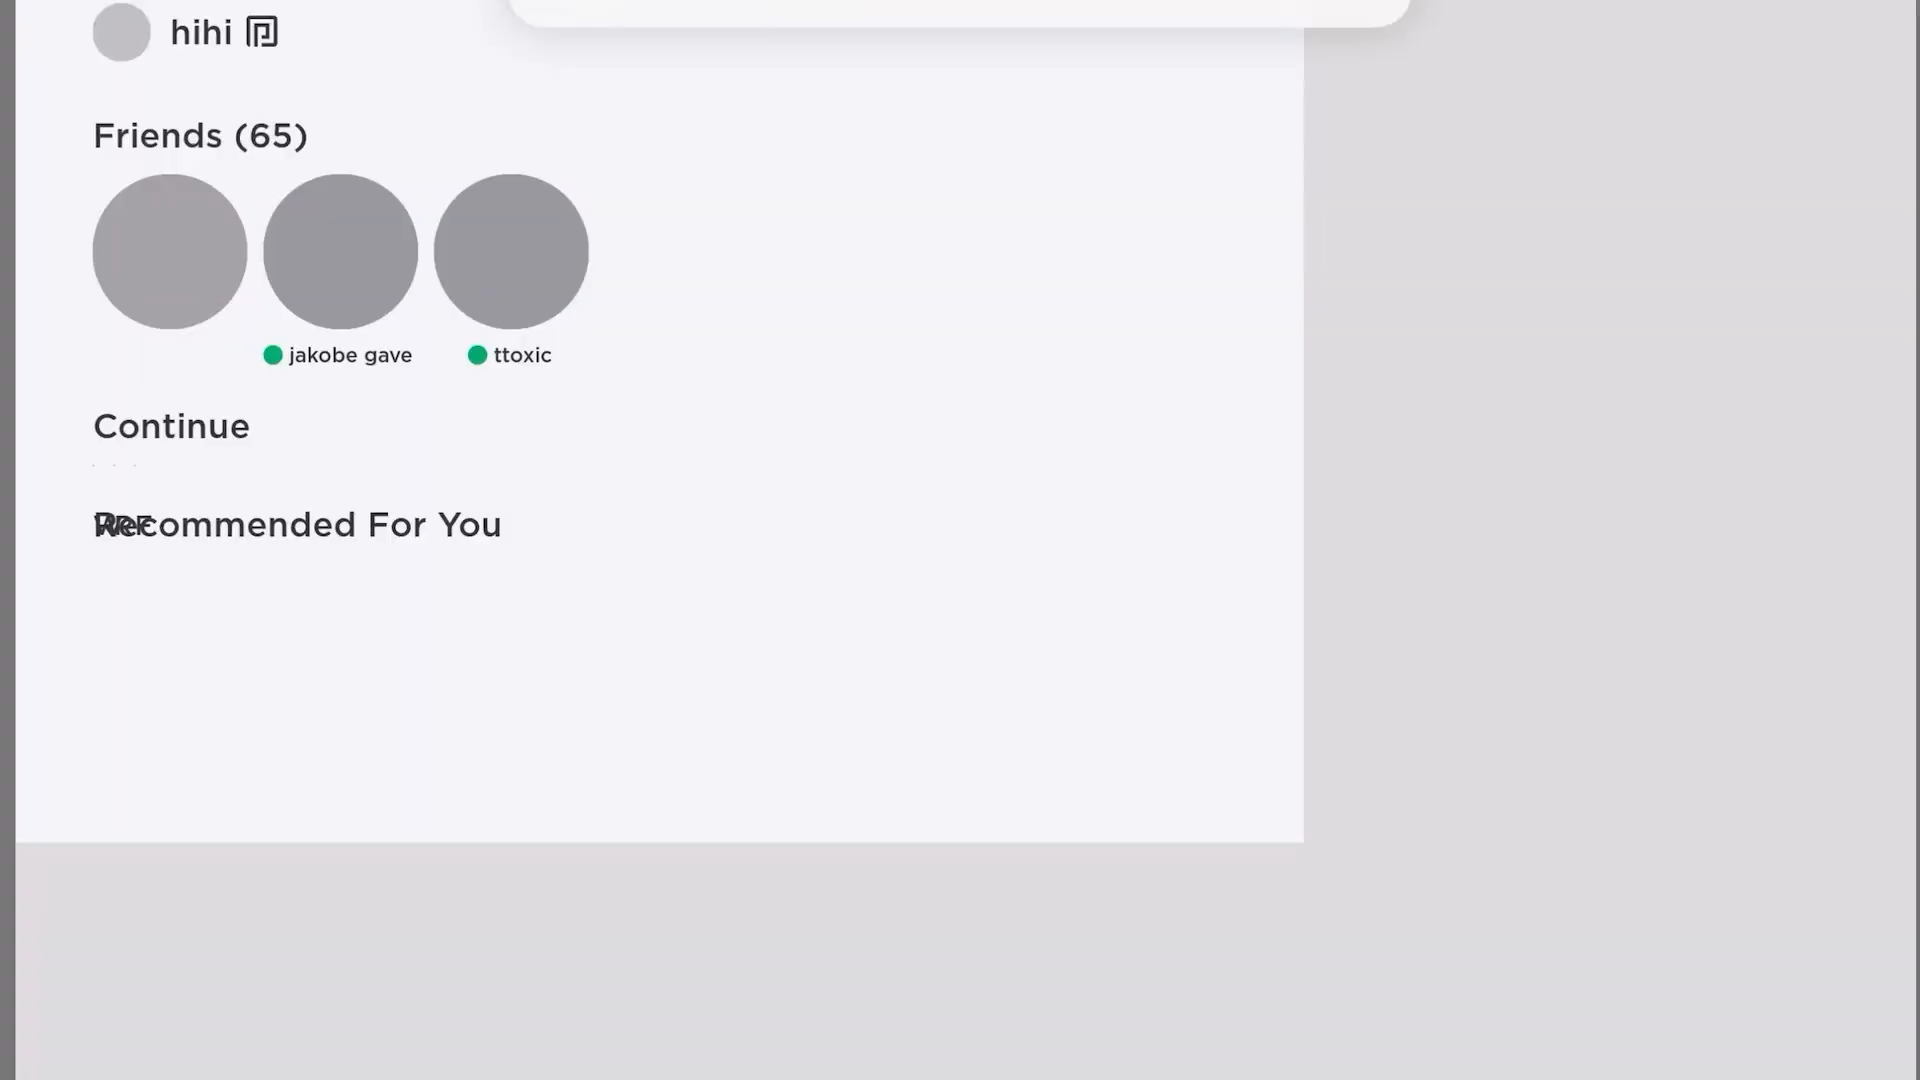 hihi
Friends (65)
jakobe gave
ttoxic
Continue
Recommended For You